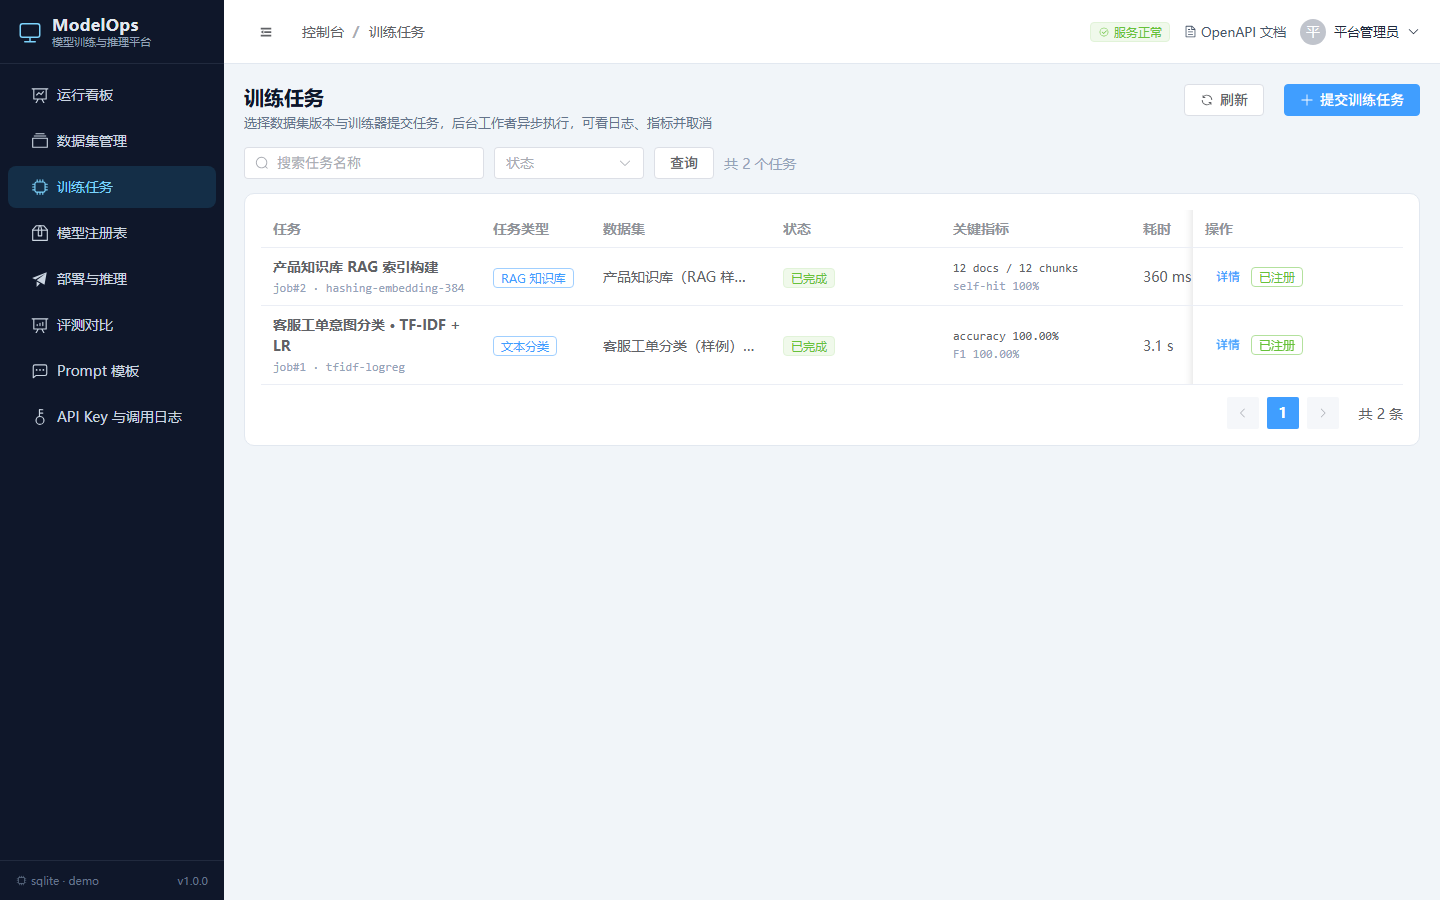 ModelOps
模型训练与推理平台
运行看板
数据集管理
训练任务
模型注册表
部署与推理
评测对比
Prompt 模板
API Key 与调用日志
sqlite · demo
v1.0.0
控制台 / 训练任务
服务正常
OpenAPI 文档
平 平台管理员
训练任务
选择数据集版本与训练器提交任务，后台工作者异步执行，可看日志、指标并取消
刷新
提交训练任务
搜索任务名称
状态
查询
共 2 个任务
任务 任务类型 数据集 状态 关键指标 耗时 操作
产品知识库 RAG 索引构建
job#2 · hashing-embedding-384
RAG 知识库
产品知识库（RAG 样...
已完成
12 docs / 12 chunks
self-hit 100%
360 ms
详情 已注册
客服工单意图分类 • TF-IDF +
LR
job#1 · tfidf-logreg
文本分类
客服工单分类（样例）...
已完成
accuracy 100.00%
F1 100.00%
3.1 s
详情 已注册
1
共 2 条